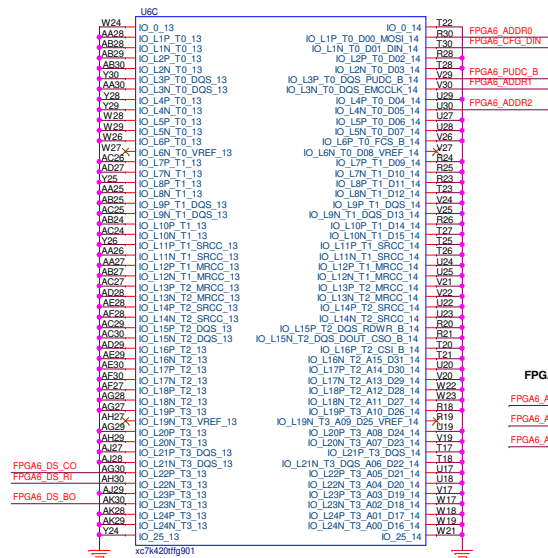 U6C
W24 IO_0_13 IO_0_14 T22
AA28 IO_L1P_T0_13 IO_L1P_T0_D00_MOSI_14 R30 FPGA6_ADDR0
AB28 IO_L1N_T0_13 IO_L1N_T0_D01_DIN_14 T30 FPGA6_CFG_DIN
AB29 IO_L2P_T0_13 IO_L2P_T0_D02_14 R28
AB30 IO_L2N_T0_13 IO_L2N_T0_D03_14 T28
Y30 IO_L3P_T0_DQS_13 IO_L3P_T0_DQS_PUDC_B_14 V29 FPGA6_PUDC_B
AA30 IO_L3N_T0_DQS_13 IO_L3N_T0_DQS_EMCCLK_14 V30 FPGA6_ADDR1
Y28 IO_L4P_T0_13 IO_L4P_T0_D04_14 U29
Y29 IO_L4N_T0_13 IO_L4N_T0_D05_14 U30 FPGA6_ADDR2
W28 IO_L5P_T0_13 IO_L5P_T0_D06_14 U27
W29 IO_L5N_T0_13 IO_L5N_T0_D07_14 U28
W26 IO_L6P_T0_13 IO_L6P_T0_FCS_B_14 V26
W27 IO_L6N_T0_VREF_13 IO_L6N_T0_D08_VREF_14 V27
AC26 IO_L7P_T1_13 IO_L7P_T1_D09_14 R24
AD27 IO_L7N_T1_13 IO_L7N_T1_D10_14 R25
Y25 IO_L8P_T1_13 IO_L8P_T1_D11_14 R23
AA25 IO_L8N_T1_13 IO_L8N_T1_D12_14 T23
AB25 IO_L9P_T1_DQS_13 IO_L9P_T1_DQS_14 V24
AC25 IO_L9N_T1_DQS_13 IO_L9N_T1_DQS_D13_14 V25
AB24 IO_L10P_T1_13 IO_L10P_T1_D14_14 R26
AC24 IO_L10N_T1_13 IO_L10N_T1_D15_14 T27
Y26 IO_L11P_T1_SRCC_13 IO_L11P_T1_SRCC_14 T25
AA26 IO_L11N_T1_SRCC_13 IO_L11N_T1_SRCC_14 T26
AA27 IO_L12P_T1_MRCC_13 IO_L12P_T1_MRCC_14 U24
AB27 IO_L12N_T1_MRCC_13 IO_L12N_T1_MRCC_14 U25
AC27 IO_L13P_T2_MRCC_13 IO_L13P_T2_MRCC_14 V21
AD28 IO_L13N_T2_MRCC_13 IO_L13N_T2_MRCC_14 V22
AE28 IO_L14P_T2_SRCC_13 IO_L14P_T2_SRCC_14 U22
AF28 IO_L14N_T2_SRCC_13 IO_L14N_T2_SRCC_14 U23
AC29 IO_L15P_T2_DQS_13 IO_L15P_T2_DQS_RDWR_B_14 R20
AC30 IO_L15N_T2_DQS_13 IO_L15N_T2_DQS_DOUT_CSO_B_14 R21
AD29 IO_L16P_T2_13 IO_L16P_T2_CSI_B_14 T20
AE29 IO_L16N_T2_13 IO_L16N_T2_A15_D31_14 T21
AE30 IO_L17P_T2_13 IO_L17P_T2_A14_D30_14 U20
AF30 IO_L17N_T2_13 IO_L17N_T2_A13_D29_14 V20
AF27 IO_L18P_T2_13 IO_L18P_T2_A12_D28_14 W22
AG28 IO_L18N_T2_13 IO_L18N_T2_A11_D27_14 W23
AG27 IO_L19P_T3_13 IO_L19P_T3_A10_D26_14 R18
AH27 IO_L19N_T3_VREF_13 IO_L19N_T3_A09_D25_VREF_14 R19
AG29 IO_L20P_T3_13 IO_L20P_T3_A08_D24_14 U19
AH29 IO_L20N_T3_13 IO_L20N_T3_A07_D23_14 V19
AJ27 IO_L21P_T3_DQS_13 IO_L21P_T3_DQS_14 T17
AJ28 IO_L21N_T3_DQS_13 IO_L21N_T3_DQS_A06_D22_14 T18
FPGA6_DS_CO AG30 IO_L22P_T3_13 IO_L22P_T3_A05_D21_14 U17
FPGA6_DS_RI AH30 IO_L22N_T3_13 IO_L22N_T3_A04_D20_14 U18
AJ29 IO_L23P_T3_13 IO_L23P_T3_A03_D19_14 V17
FPGA6_DS_BO AK30 IO_L23N_T3_13 IO_L23N_T3_A02_D18_14 W17
AK28 IO_L24P_T3_13 IO_L24P_T3_A01_D17_14 W18
AK29 IO_L24N_T3_13 IO_L24N_T3_A00_D16_14 W19
Y24 IO_25_13 IO_25_14 W21
xc7k420tffg901
FPG
FPGA6_A
FPGA6_A
FPGA6_A